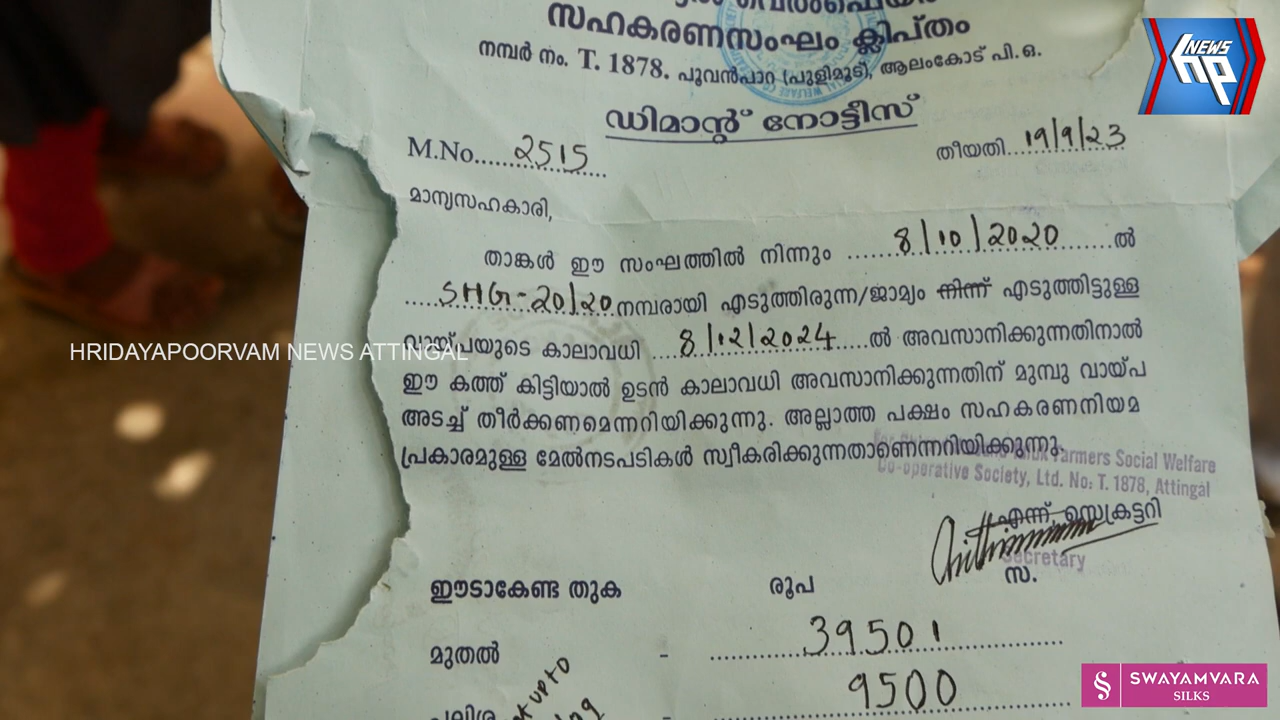 സഹകരണസംഘം ക്ലിപ്തം
നമ്പർ നം. T. 1878. പൂവൻപാറ (പുളിമൂട്), ആലംകോട് പി.ഒ.
ഡിമാന്റ് നോട്ടീസ്
M.No.....2515.....
തീയതി...19/9/23
മാന്യസഹകാരി,
താങ്കൾ ഈ സംഘത്തിൽ നിന്നും ......8/10/2020......ൽ
.....SHG-20/20 നമ്പരായി എടുത്തിരുന്ന/ജാമ്യം നിന്ന് എടുത്തിട്ടുള്ള
വായ്പയുടെ കാലാവധി ....8/12/2024.....ൽ അവസാനിക്കുന്നതിനാൽ
ഈ കത്ത് കിട്ടിയാൽ ഉടൻ കാലാവധി അവസാനിക്കുന്നതിന് മുമ്പു വായ്പ
അടച്ച് തീർക്കണമെന്നറിയിക്കുന്നു. അല്ലാത്ത പക്ഷം സഹകരണനിയമ
പ്രകാരമുള്ള മേൽനടപടികൾ സ്വീകരിക്കുന്നതാണെന്നറിയിക്കുന്നു.
Farmers Social Welfare
Co-operative Society, Ltd. No: T. 1878, Attingal
എന്ന്, സെക്രട്ടറി
Secretary
സ.
ഈടാകേണ്ട തുക രൂപ
മുതൽ - 39501
പലിശ - 9500
upto
NEWS
hp
HRIDAYAPOORVAM NEWS ATTINGAL
SWAYAMVARA
SILKS